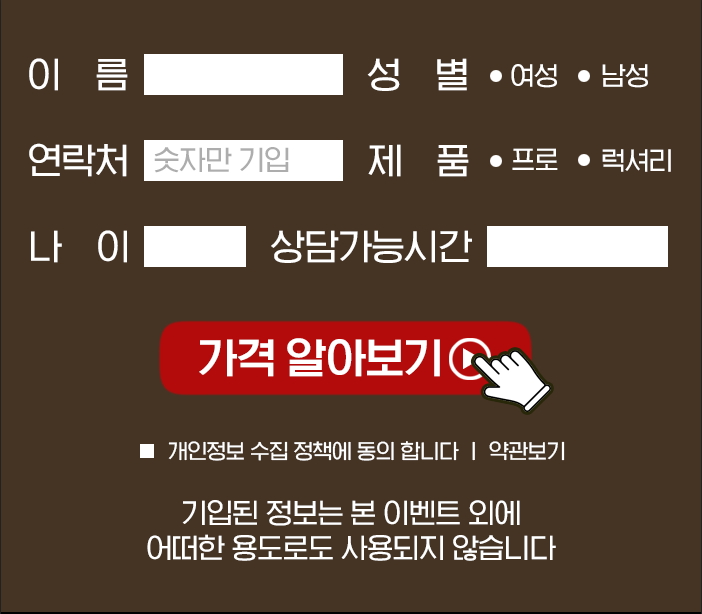 이 름 성 별 • 여성 • 남성
연락처 숫자만 기입 제 품 • 프로 • 럭셔리
나 이 상담가능시간
가격 알아보기
■ 개인정보 수집 정책에 동의 합니다 ㅣ 약관보기
기입된 정보는 본 이벤트 외에
어떠한 용도로도 사용되지 않습니다